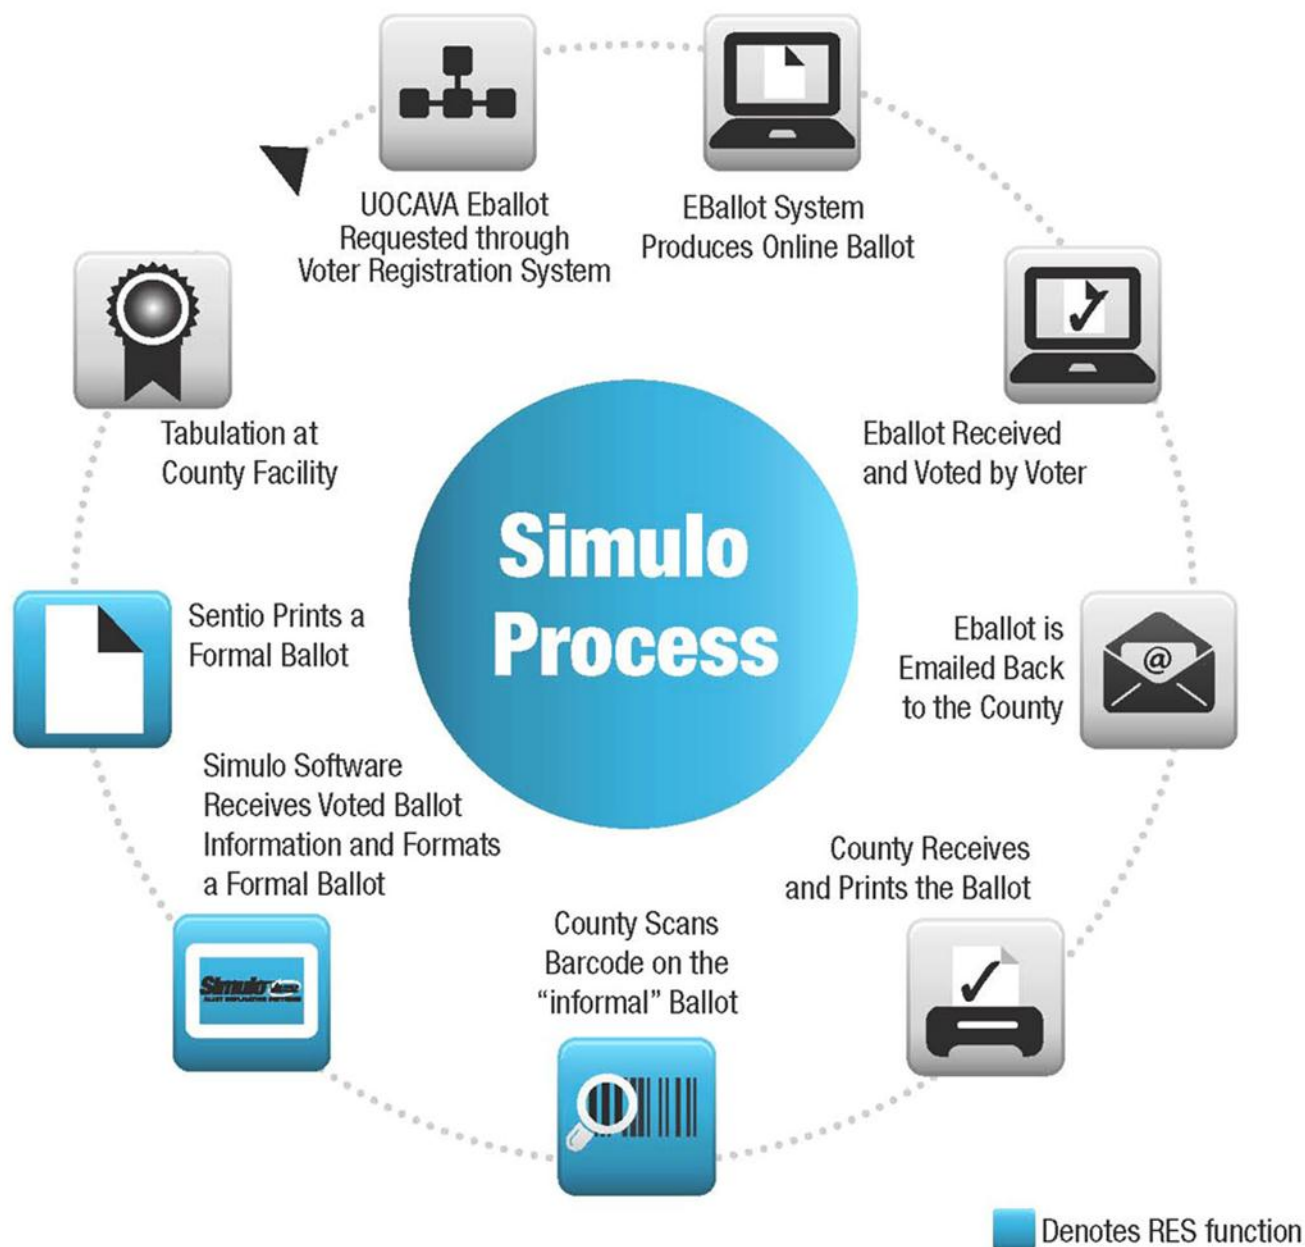 UOCAVA Eballot
Requested through
Voter Registration System
EBallot System
Produces Online Ballot
Eballot Received
and Voted by Voter
Eballot is
Emailed Back
to the County
@
County Receives
and Prints the Ballot
County Scans
Barcode on the
“informal” Ballot
Simulo Software
Receives Voted Ballot
Information and Formats
a Formal Ballot
Simulo
Sentio Prints a
Formal Ballot
Tabulation at
County Facility
Simulo
Process
Denotes RES function